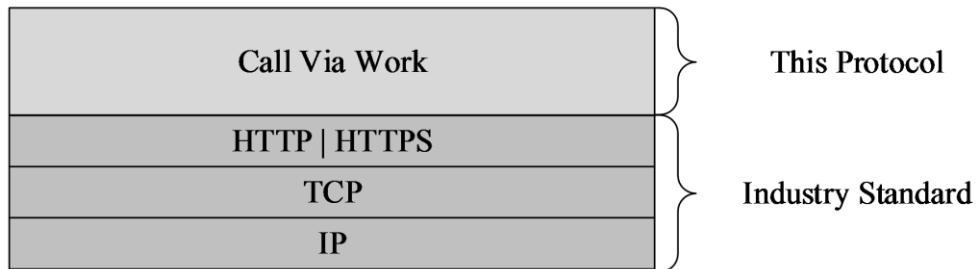 Call Via Work
This Protocol
HTTP | HTTPS
TCP
Industry Standard
IP